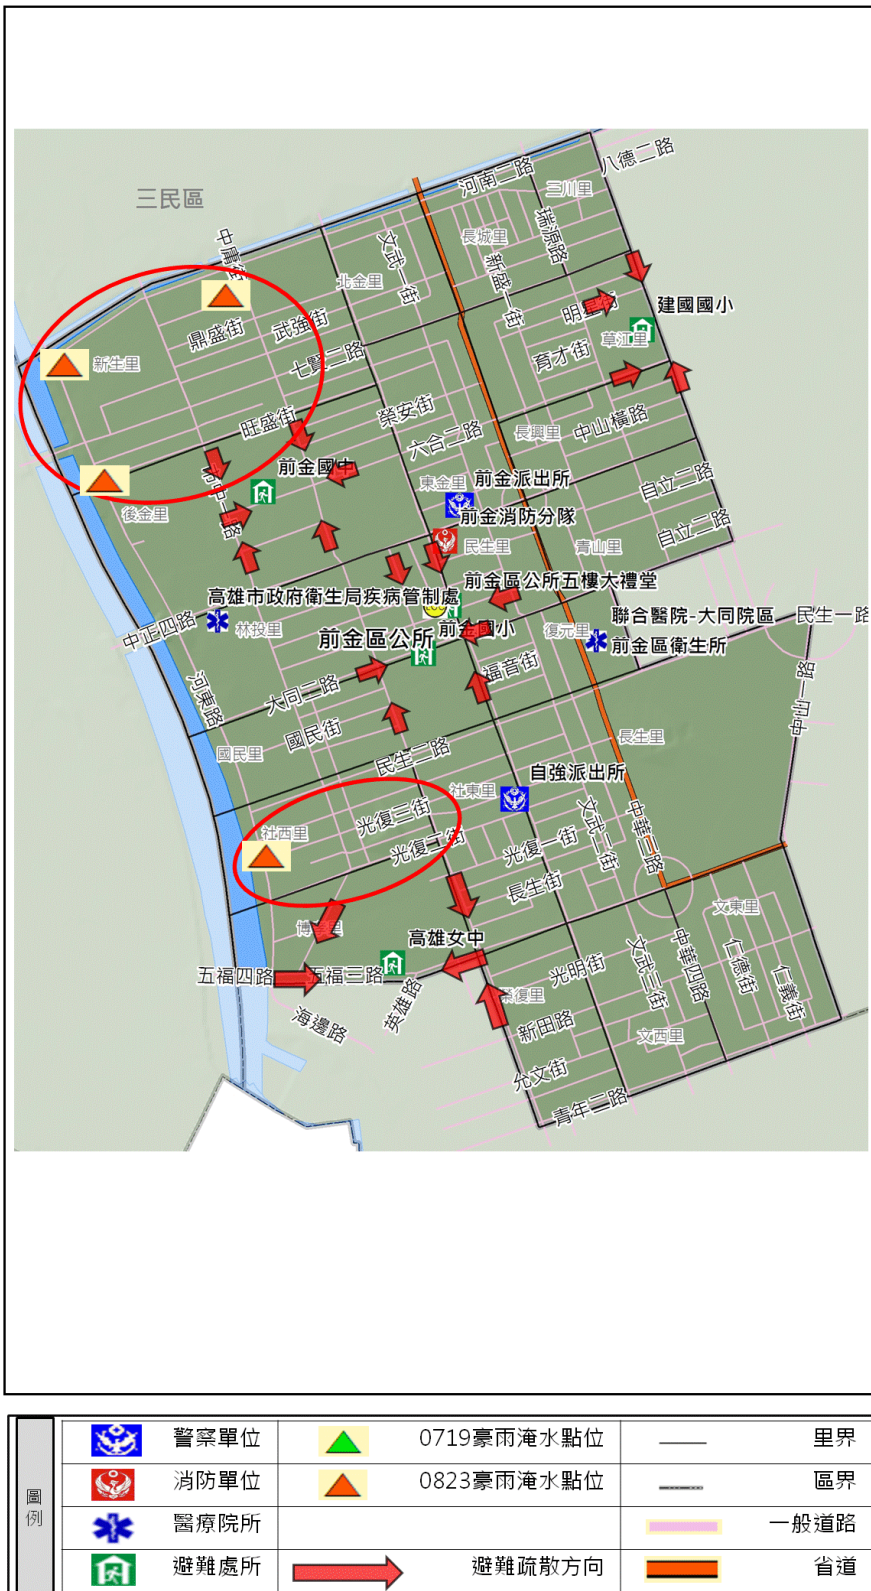 三民區
河南二路
八德二路
三川里
中庸街
文武一街
長城里
瑞源路
北金里
新盛一街
鼎盛街
武強街
明星街
建國國小
新生里
七賢二路
草江里
育才街
旺盛街
榮安街
六合二路
長興里
中山橫路
前金國中
東金里
前金派出所
自立二路
後金里
市中一路
前金消防分隊
民生里
青山里
自立二路
高雄市政府衛生局疾病管制處
前金區公所五樓大禮堂
中正四路
林投里
前金區公所
前金國小
復元里
聯合醫院-大同院區
民生一路
前金區衛生所
河東路
大同二路
福音街
中山一路
國民里
國民街
民生二路
長生里
社東里
自強派出所
社西里
光復三街
光復二街
光復一街
文武二街
中華三路
長生街
博孝里
高雄女中
文東里
五福四路
五福三路
英雄路
光明街
文武三街
中華四路
仁德街
仁義街
海邊路
榮復里
新田路
文西里
允文街
青年二路
圖例
警察單位
0719豪雨淹水點位
里界
消防單位
0823豪雨淹水點位
區界
醫療院所
一般道路
避難處所
避難疏散方向
省道